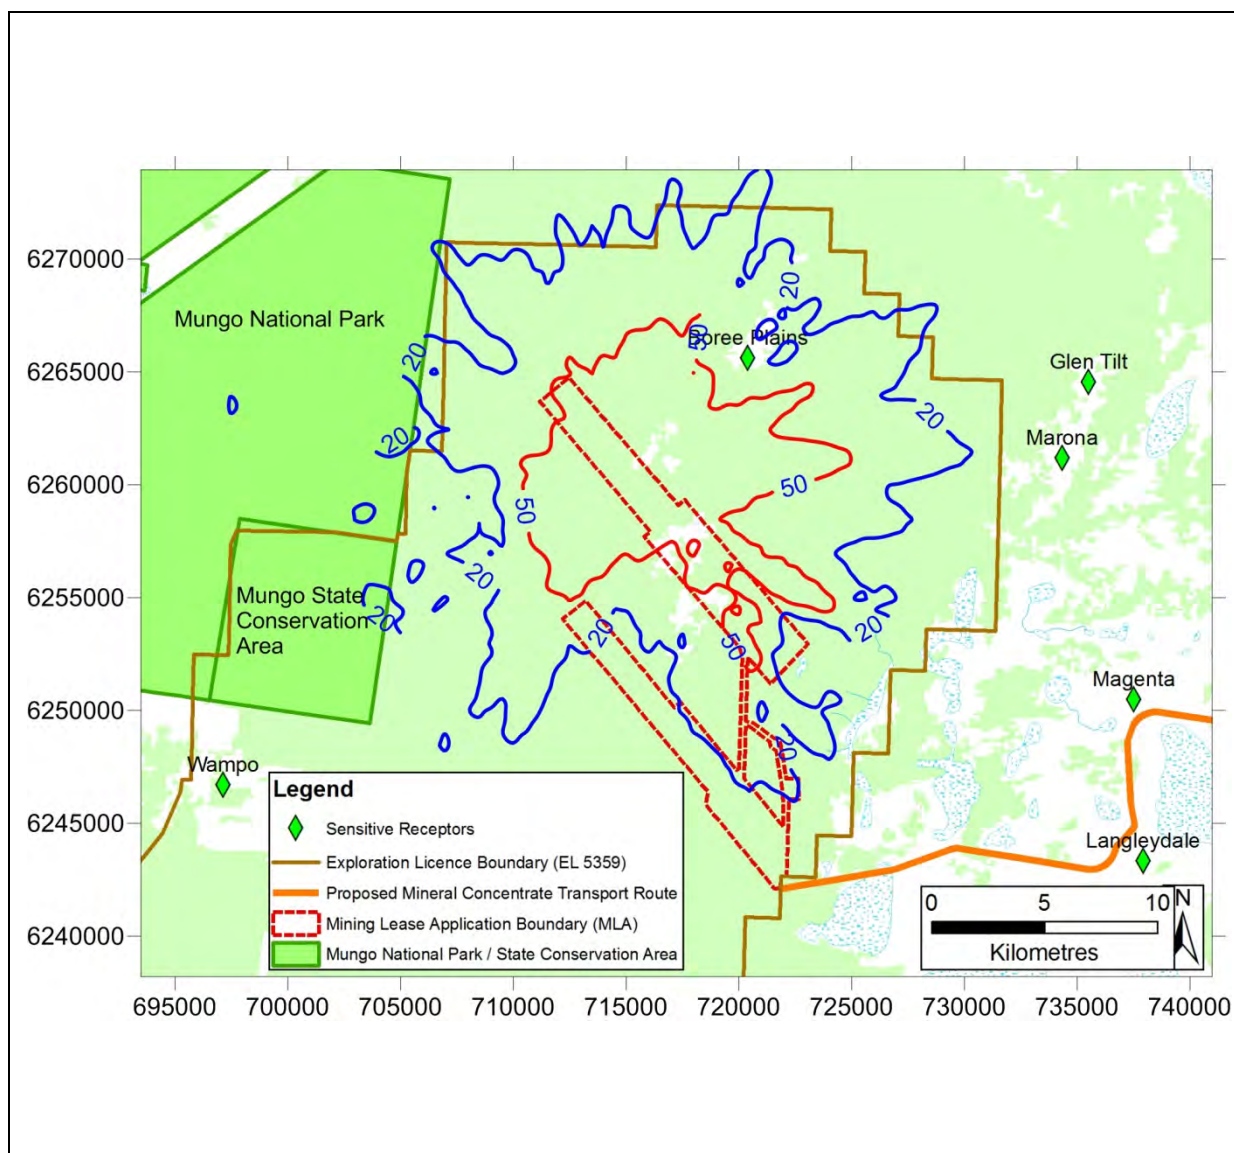 6270000
6265000
6260000
6255000
6250000
6245000
6240000
695000
700000
705000
710000
715000
720000
725000
730000
735000
740000
Mungo National Park
Mungo State
Conservation
Area
Wampo
Boree Plains
Glen Tilt
Marona
Magenta
Langleydale
20
20
20
20
20
20
20
20
20
50
50
50
50
Legend
Sensitive Receptors
Exploration Licence Boundary (EL 5359)
Proposed Mineral Concentrate Transport Route
Mining Lease Application Boundary (MLA)
Mungo National Park / State Conservation Area
0 5 10
Kilometres
N